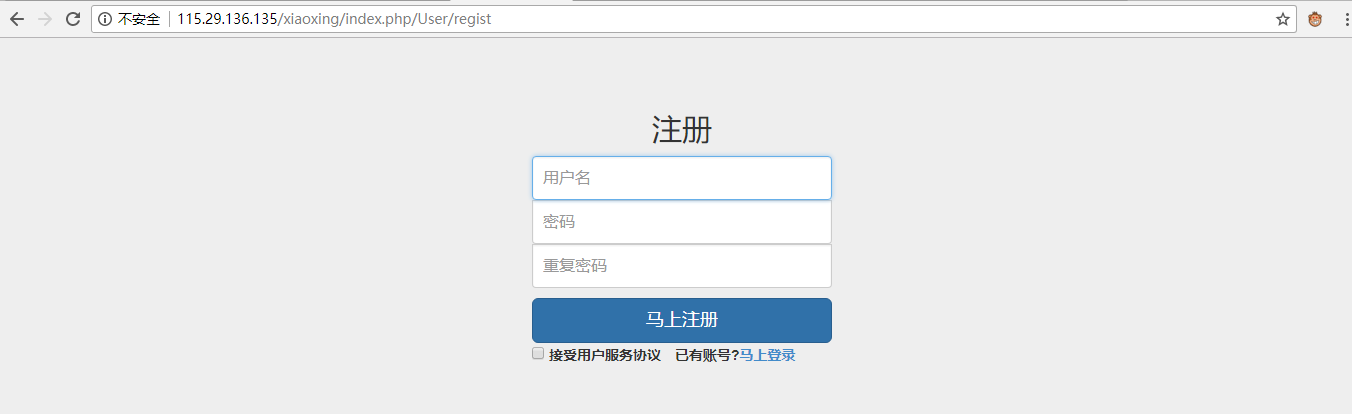 不安全 | 115.29.136.135/xiaoxing/index.php/User/regist
注册
用户名
密码
重复密码
马上注册
接受用户服务协议 已有账号?马上登录